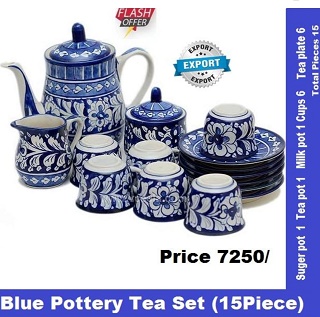 FLASH
OFFER
EXPORT
EXPORT
EXPORT
Price 7250/
Blue Pottery Tea Set (15Piece)
Suger pot 1 Tea pot 1 Milk pot 1 Cups 6 Tea plate 6
Total Pieces 15